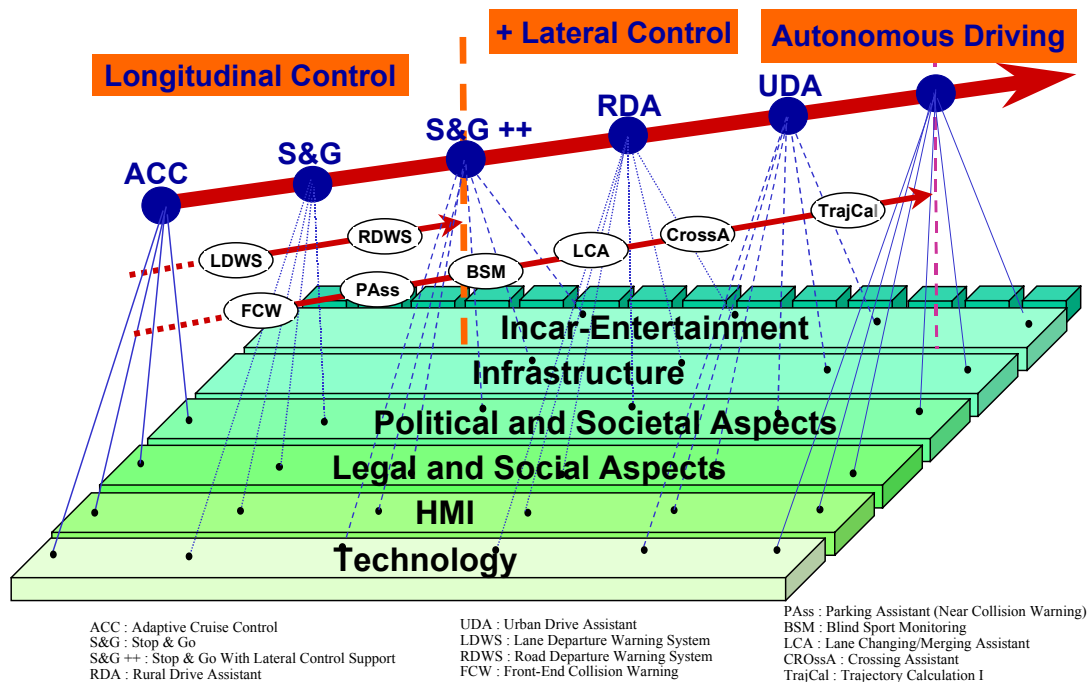 Longitudinal Control
+ Lateral Control
Autonomous Driving
ACC
S&G
S&G ++
RDA
UDA
LDWS
RDWS
FCW
PAss
BSM
LCA
CrossA
TrajCal
Incar-Entertainment
Infrastructure
Political and Societal Aspects
Legal and Social Aspects
HMI
Technology
ACC : Adaptive Cruise Control
S&G : Stop & Go
S&G ++ : Stop & Go With Lateral Control Support
RDA : Rural Drive Assistant
UDA : Urban Drive Assistant
LDWS : Lane Departure Warning System
RDWS : Road Departure Warning System
FCW : Front-End Collision Warning
PAss : Parking Assistant (Near Collision Warning)
BSM : Blind Sport Monitoring
LCA : Lane Changing/Merging Assistant
CROssA : Crossing Assistant
TrajCal : Trajectory Calculation I